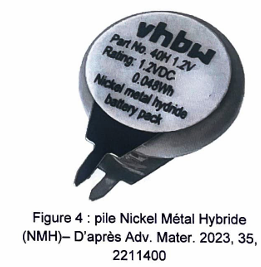 vhbw
Part No. 40H 1.2V
Rating: 1.2VDC
0.048Wh
Nickel metal hydride
battery pack
Figure 4 : pile Nickel Métal Hybride
(NMH)– D'après Adv. Mater. 2023, 35,
2211400